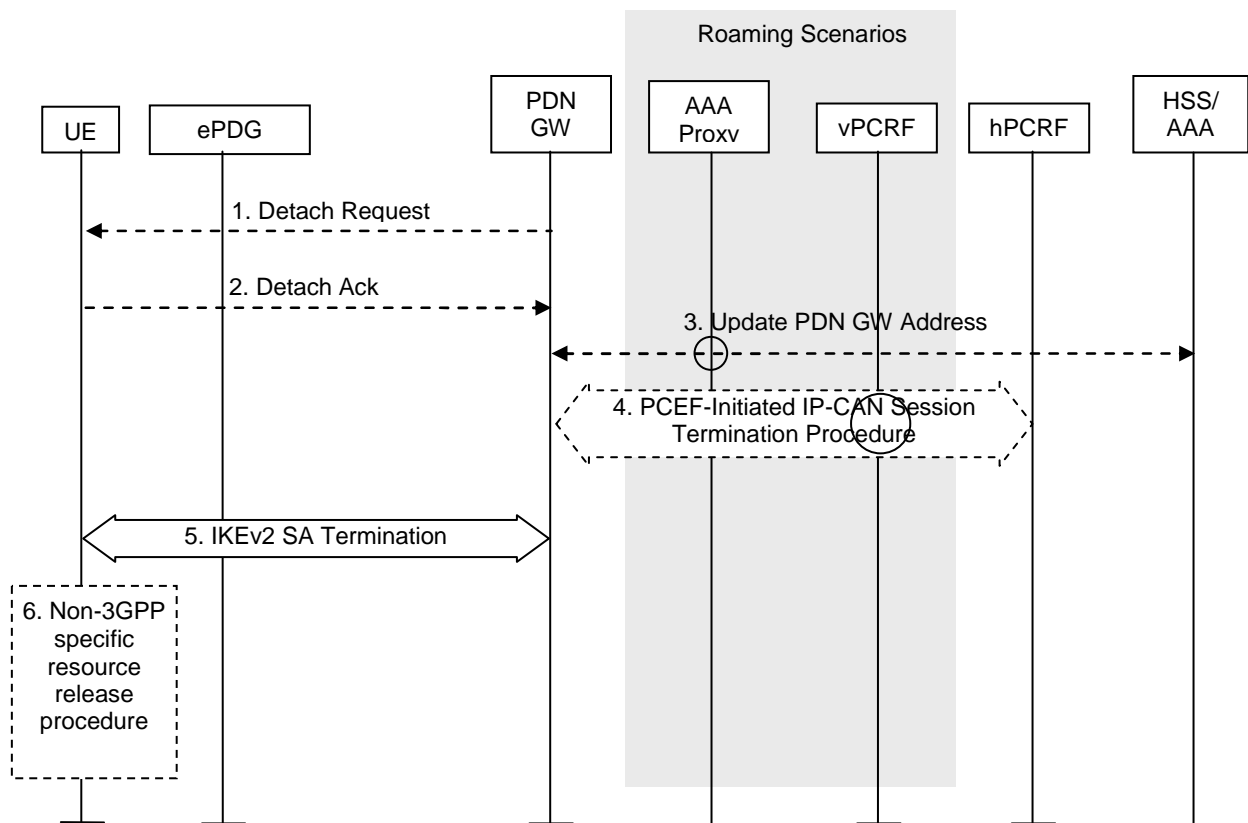 Roaming Scenarios
UE
ePDG
PDN
GW
AAA
Proxv
vPCRF
hPCRF
HSS/
AAA
1. Detach Request
2. Detach Ack
3. Update PDN GW Address
4. PCEF-Initiated IP-CAN Session
Termination Procedure
5. IKEv2 SA Termination
6. Non-3GPP
specific
resource
release
procedure